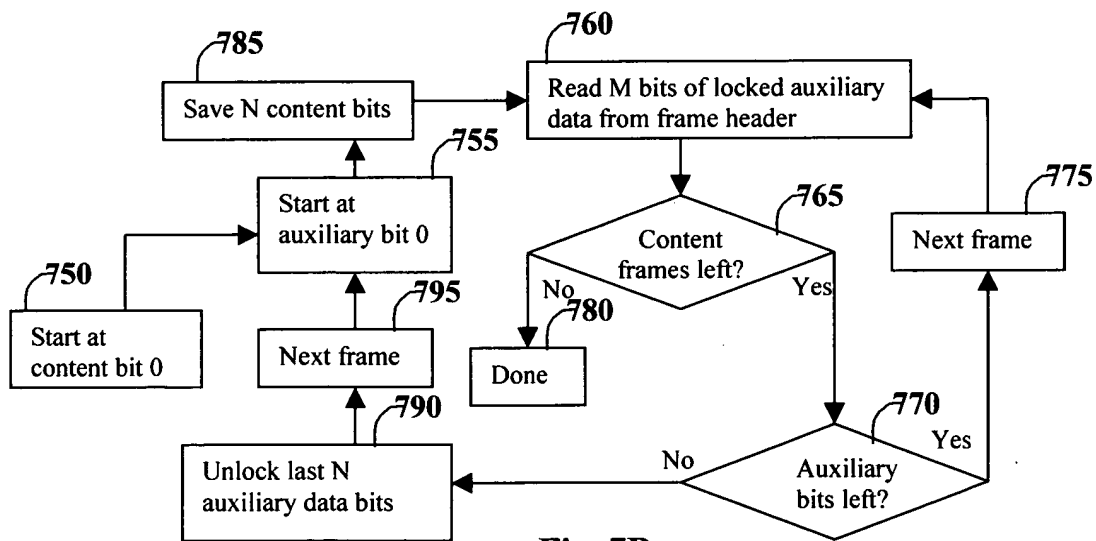 785
Save N content bits
760
Read M bits of locked auxiliary
data from frame header
755
Start at
auxiliary bit 0
765
Content
frames left?
775
Next frame
750
Start at
content bit 0
795
Next frame
No
780
Done
Yes
790
Unlock last N
auxiliary data bits
No
770
Auxiliary
bits left?
Yes